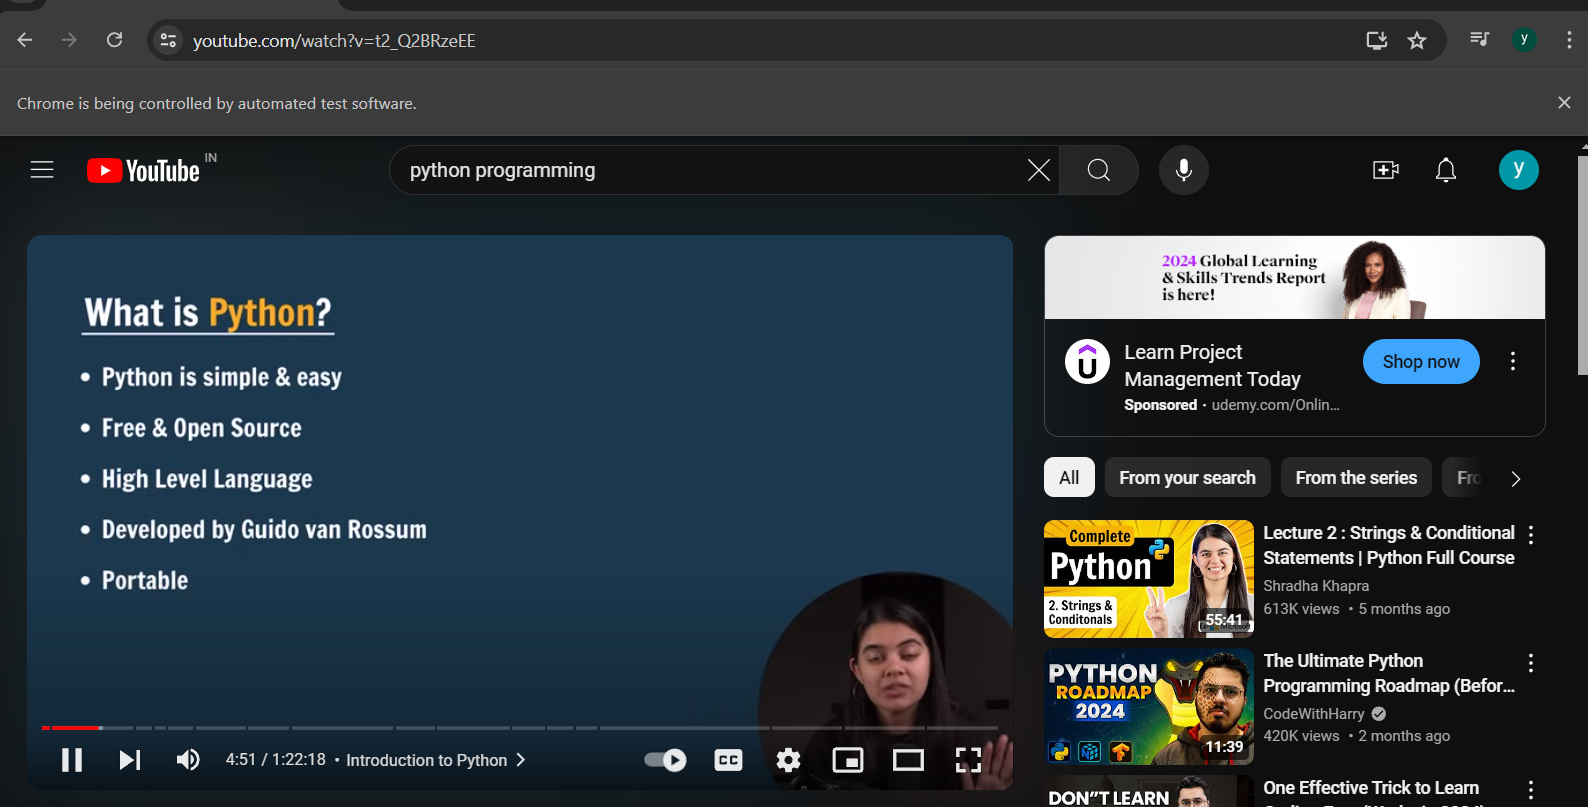 youtube.com/watch?v=t2_Q2BRzeEE
y
Chrome is being controlled by automated test software.
YouTube IN
python programming
y
What is Python?
• Python is simple & easy
• Free & Open Source
• High Level Language
• Developed by Guido van Rossum
• Portable
4:51 / 1:22:18 • Introduction to Python
CC
2024 Global Learning
& Skills Trends Report
is here!
Learn Project
Management Today
Sponsored · udemy.com/Onlin...
Shop now
All
From your search
From the series
Fro
Complete
Python
2. Strings &
Conditonals
55:41
Lecture 2 : Strings & Conditional
Statements | Python Full Course
Shradha Khapra
613K views • 5 months ago
PYTHON
ROADMAP
2024
11:39
The Ultimate Python
Programming Roadmap (Befor...
CodeWithHarry
420K views • 2 months ago
DON"T LEARN
One Effective Trick to Learn